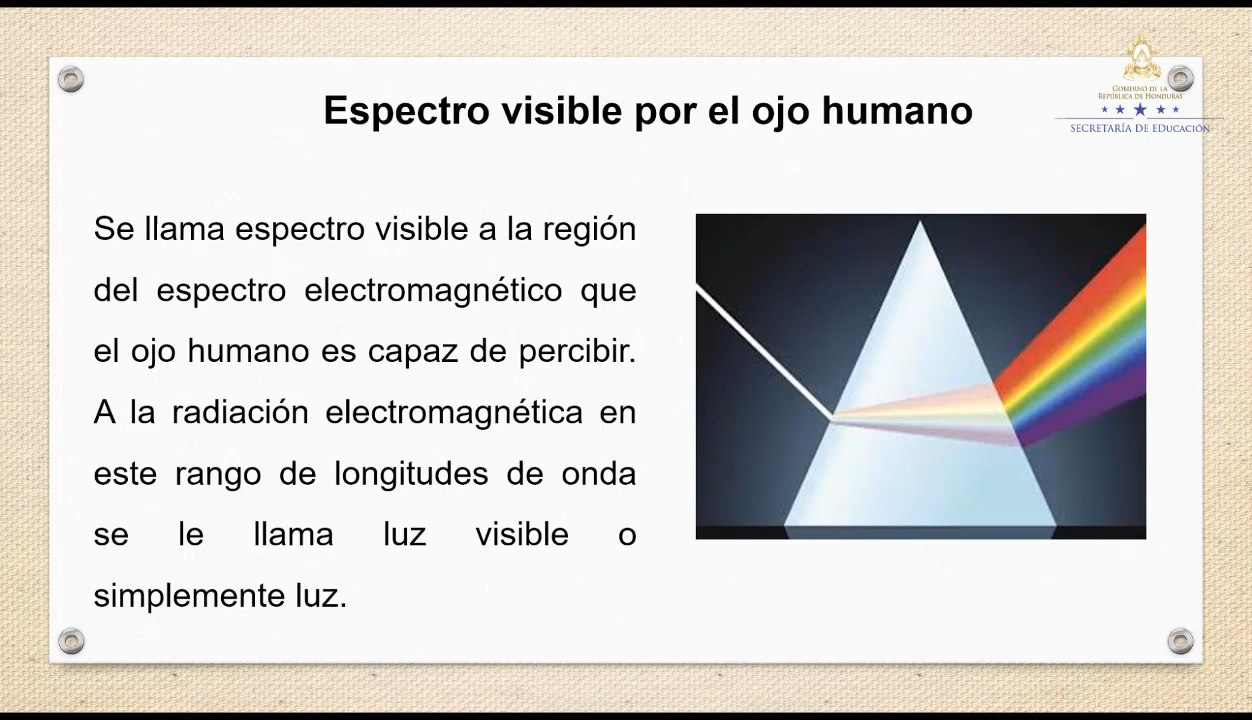 GOBIERNO DE LA
REPÚBLICA DE HONDURAS
SECRETARÍA DE EDUCACIÓN
Espectro visible por el ojo humano
Se llama espectro visible a la región
del espectro electromagnético que
el ojo humano es capaz de percibir.
A la radiación electromagnética en
este rango de longitudes de onda
se le llama luz visible o
simplemente luz.